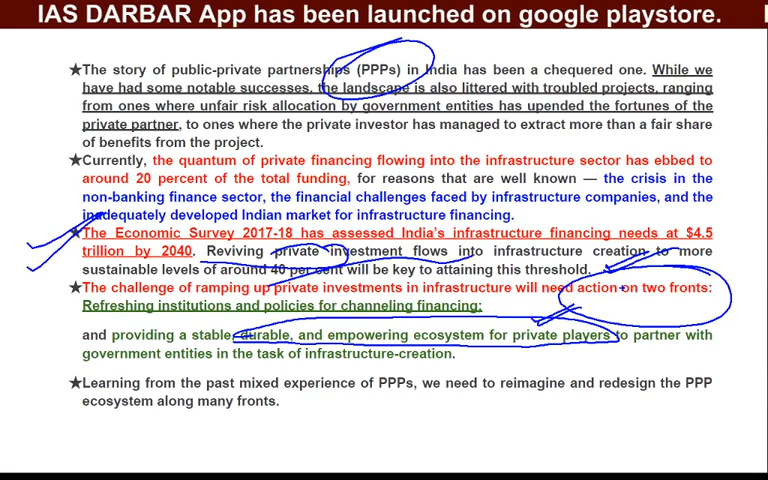 IAS DARBAR App has been launched on google playstore.
★The story of public-private partnerships (PPPs) in India has been a chequered one. While we
have had some notable successes, the landscape is also littered with troubled projects, ranging
from ones where unfair risk allocation by government entities has upended the fortunes of the
private partner, to ones where the private investor has managed to extract more than a fair share
of benefits from the project.
★Currently, the quantum of private financing flowing into the infrastructure sector has ebbed to
around 20 percent of the total funding, for reasons that are well known — the crisis in the
non-banking finance sector, the financial challenges faced by infrastructure companies, and the
inadequately developed Indian market for infrastructure financing.
★The Economic Survey 2017-18 has assessed India’s infrastructure financing needs at $4.5
trillion by 2040. Reviving private investment flows into infrastructure creation to more
sustainable levels of around 40 per cent will be key to attaining this threshold.
★The challenge of ramping up private investments in infrastructure will need action on two fronts:
Refreshing institutions and policies for channeling financing;
and providing a stable, durable, and empowering ecosystem for private players to partner with
government entities in the task of infrastructure-creation.
★Learning from the past mixed experience of PPPs, we need to reimagine and redesign the PPP
ecosystem along many fronts.